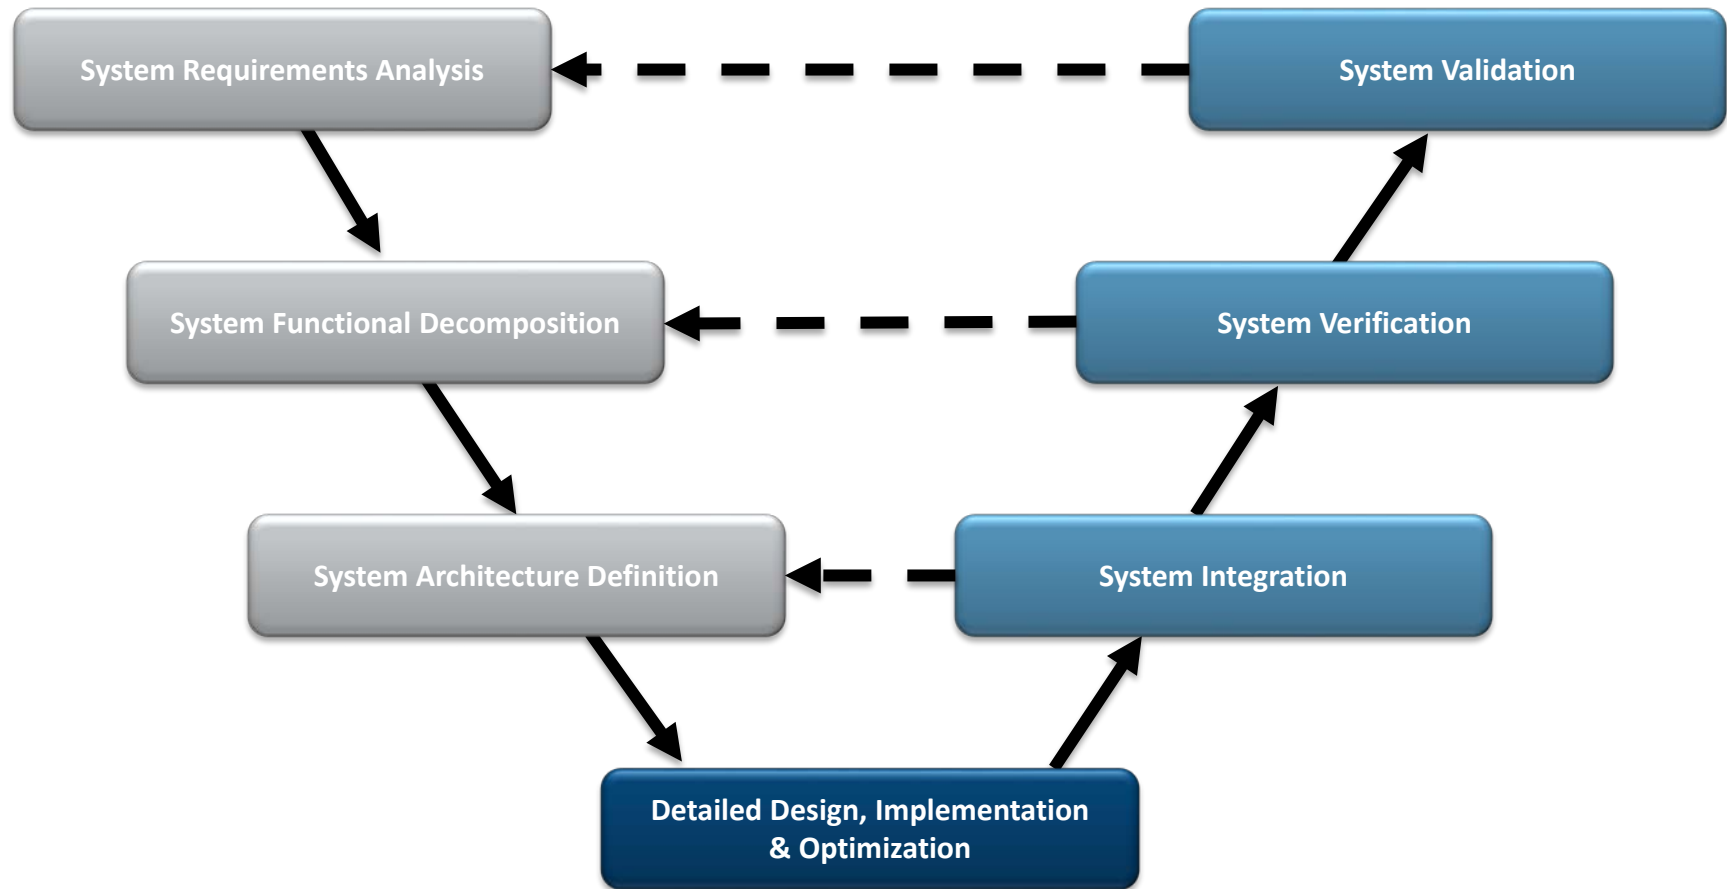 System Requirements Analysis
System Validation
System Functional Decomposition
System Verification
System Architecture Definition
System Integration
Detailed Design, Implementation
& Optimization